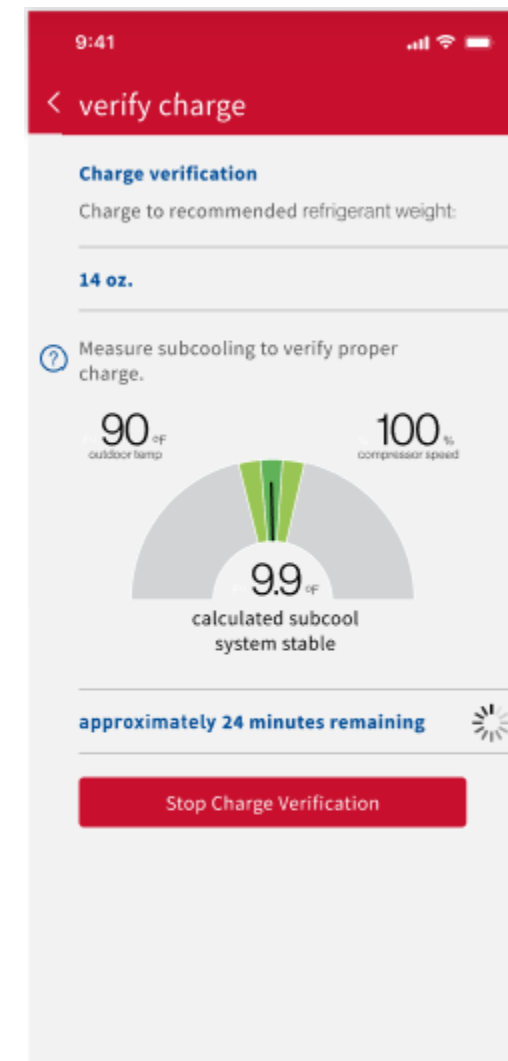 9:41
verify charge
Charge verification
Charge to recommended refrigerant weight:
14 oz.
? Measure subcooling to verify proper
charge.
90 °F
outdoor temp
100 %
compressor speed
9.9 °F
calculated subcool
system stable
approximately 24 minutes remaining
Stop Charge Verification